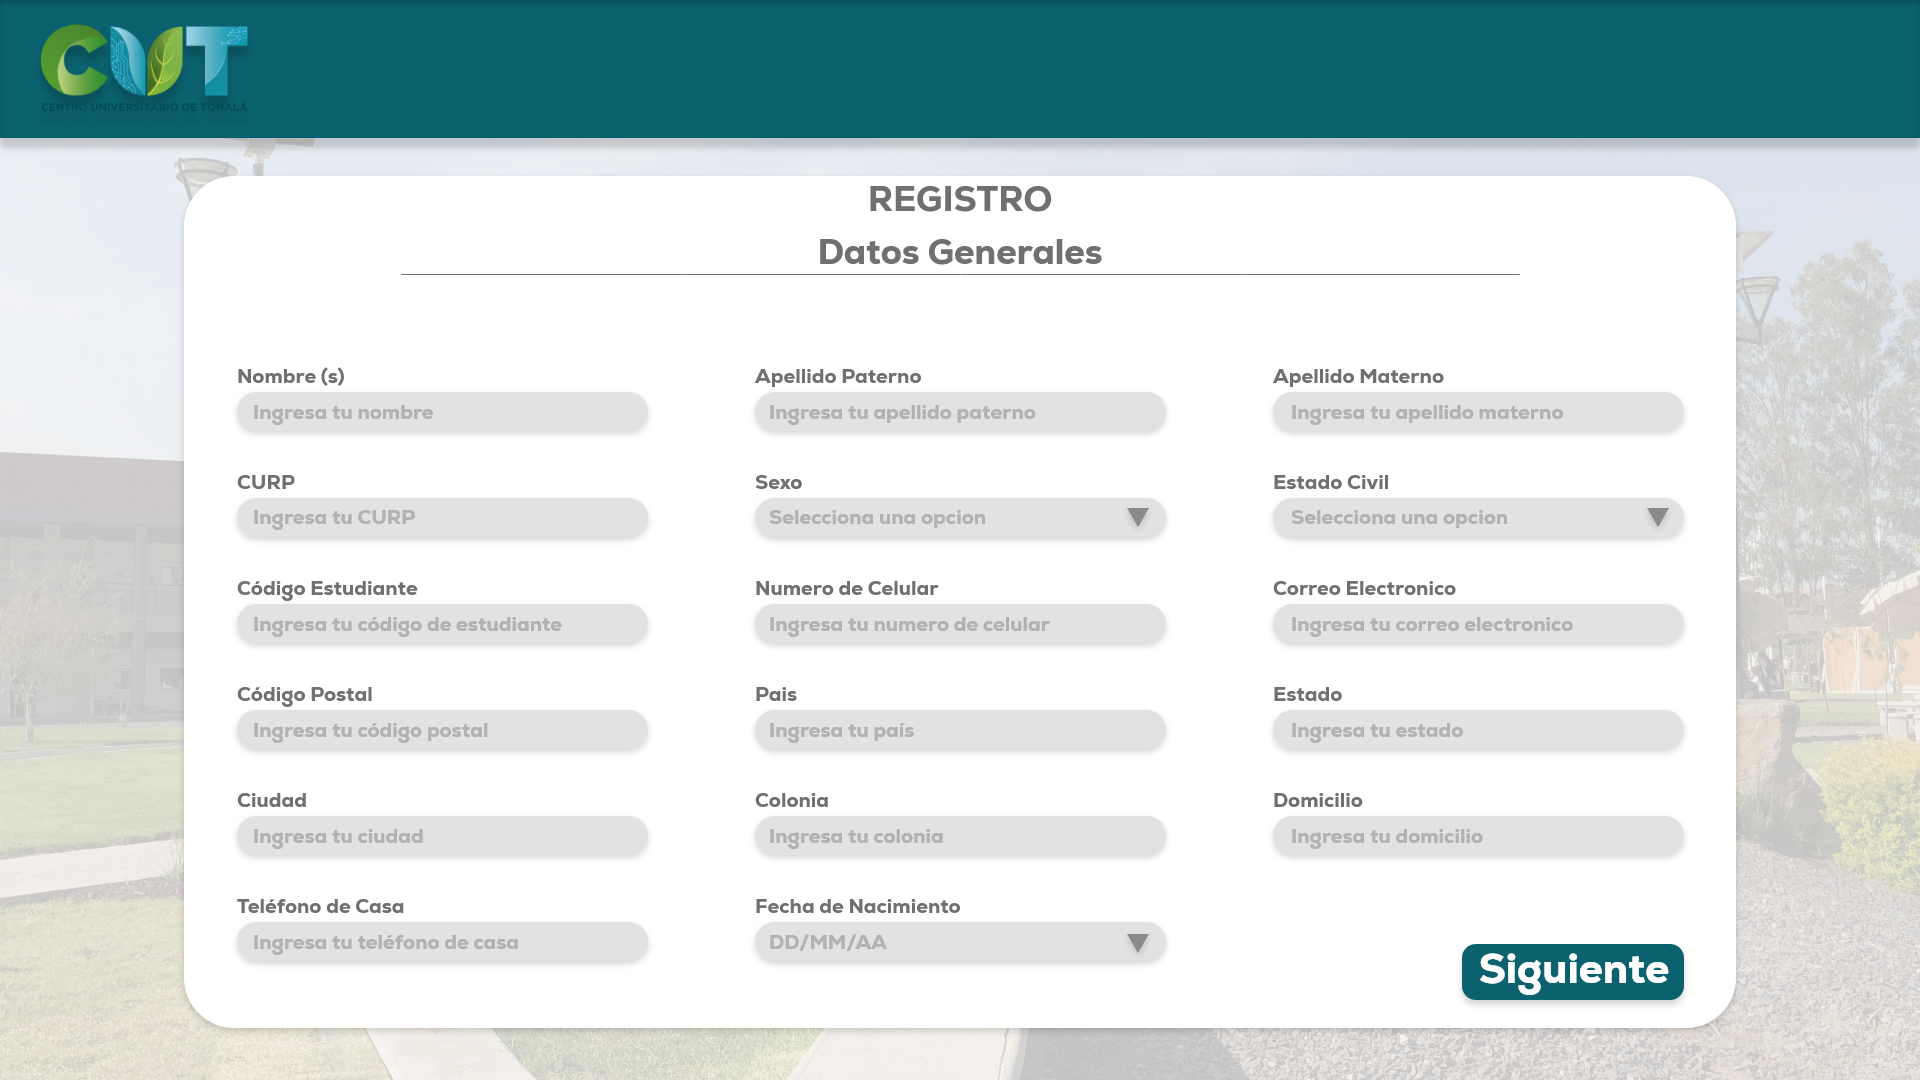 CUT
CENTRO UNIVERSITARIO DE TONALÁ
REGISTRO
Datos Generales
Nombre (s)
Ingresa tu nombre
Apellido Paterno
Ingresa tu apellido paterno
Apellido Materno
Ingresa tu apellido materno
CURP
Ingresa tu CURP
Sexo
Selecciona una opcion
Estado Civil
Selecciona una opcion
Código Estudiante
Ingresa tu código de estudiante
Numero de Celular
Ingresa tu numero de celular
Correo Electronico
Ingresa tu correo electronico
Código Postal
Ingresa tu código postal
Pais
Ingresa tu país
Estado
Ingresa tu estado
Ciudad
Ingresa tu ciudad
Colonia
Ingresa tu colonia
Domicilio
Ingresa tu domicilio
Teléfono de Casa
Ingresa tu teléfono de casa
Fecha de Nacimiento
DD/MM/AA
Siguiente